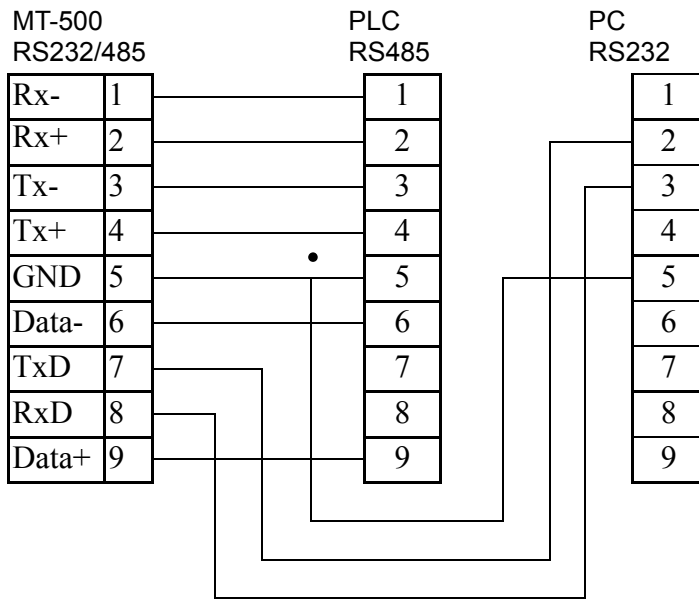 MT-500 PLC PC
RS232/485 RS485 RS232
Rx- 1 1 1
Rx+ 2 2 2
Tx- 3 3 3
Tx+ 4 4 4
GND 5 5 5
Data- 6 6 6
TxD 7 7 7
RxD 8 8 8
Data+ 9 9 9